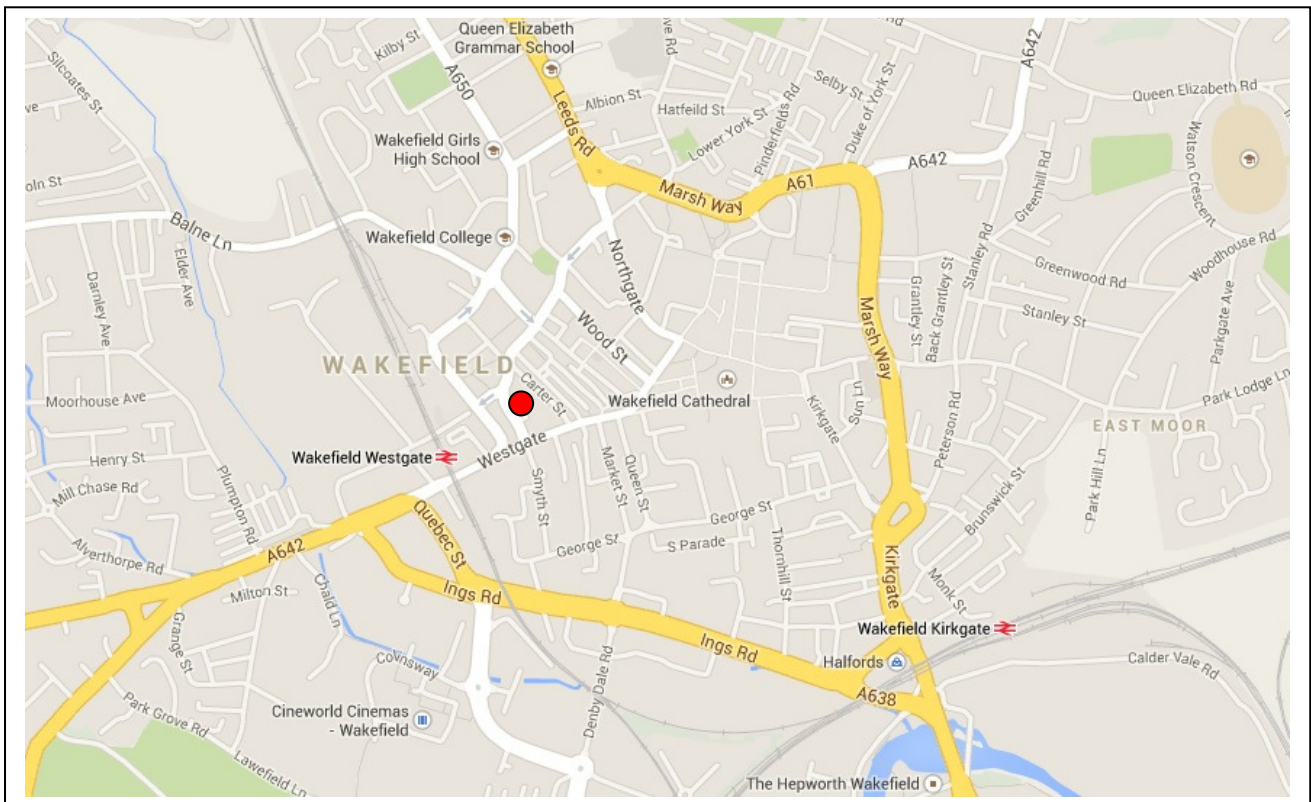 Queen Elizabeth
Grammar School
Kilby St
Silcoates St
A650
ove Rd
A642
Selby St
Duke of York St
Queen Elizabeth Rd
Albion St
Hatfeild St
Leeds Rd
Lower York St
Pinderfields Rd
Watson Crescent
Wakefield Girls
High School
A642
oln St
Marsh Way
A61
Greenhill Rd
Balne Ln
Wakefield College
Elder Ave
Northgate
Stanley Rd
Woodhouse Rd
Greenwood Rd
Darnley Ave
Grantley St
Back Grantley St
Stanley St
Parkgate Ave
Marsh Way
Wood St
WAKEFIELD
Carter St
Wakefield Cathedral
Sun Ln
Kirkgate
Park Lodge Ln
Moorhouse Ave
EAST MOOR
Peterson Rd
Westgate
Wakefield Westgate
Henry St
Mill Chase Rd
Plumpton Rd
Smyth St
Market St
Queen St
Park Hill Ln
Brunswick St
Quebec St
George St
George St
S Parade
Thornhill St
A642
Alverthorpe Rd
Milton St
Chald Ln
Ings Rd
Kirkgate
Monk St
Grange St
Wakefield Kirkgate
Ings Rd
Halfords
Colinsway
Denby Dale Rd
Calder Vale Rd
A638
Park Grove Rd
Cineworld Cinemas
- Wakefield
Lawefield Ln
The Hepworth Wakefield